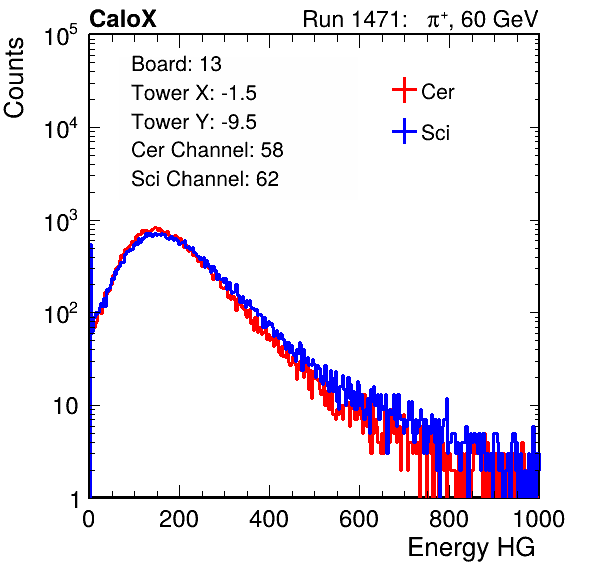 CaloX Run 1471: π⁺, 60 GeV
Counts
10⁵
10⁴
10³
10²
10
1
Board: 13
Tower X: -1.5
Tower Y: -9.5
Cer Channel: 58
Sci Channel: 62
Cer
Sci
0 200 400 600 800 1000
Energy HG